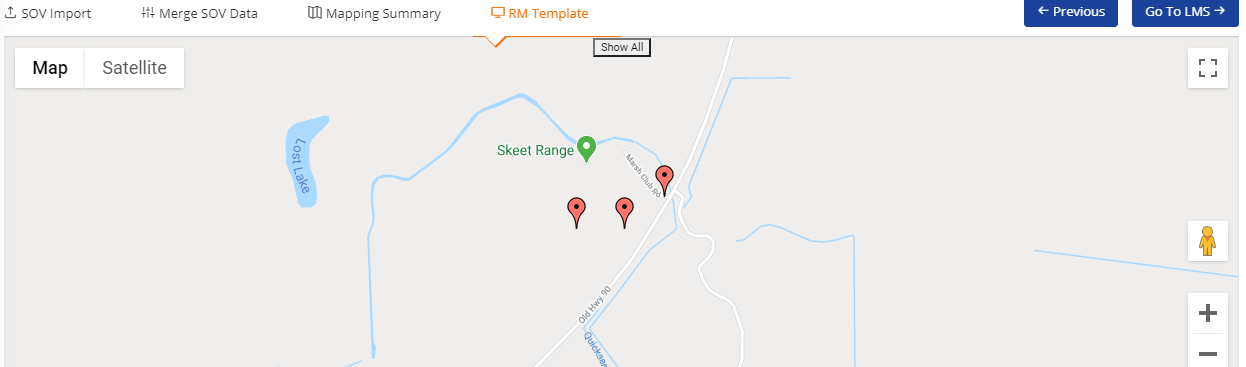 SOV Import
Merge SOV Data
Mapping Summary
RM Template
← Previous
Go To LMS →
Show All
Map
Satellite
Lost Lake
Skeet Range
Marsh Club Rd
Old Hwy 90